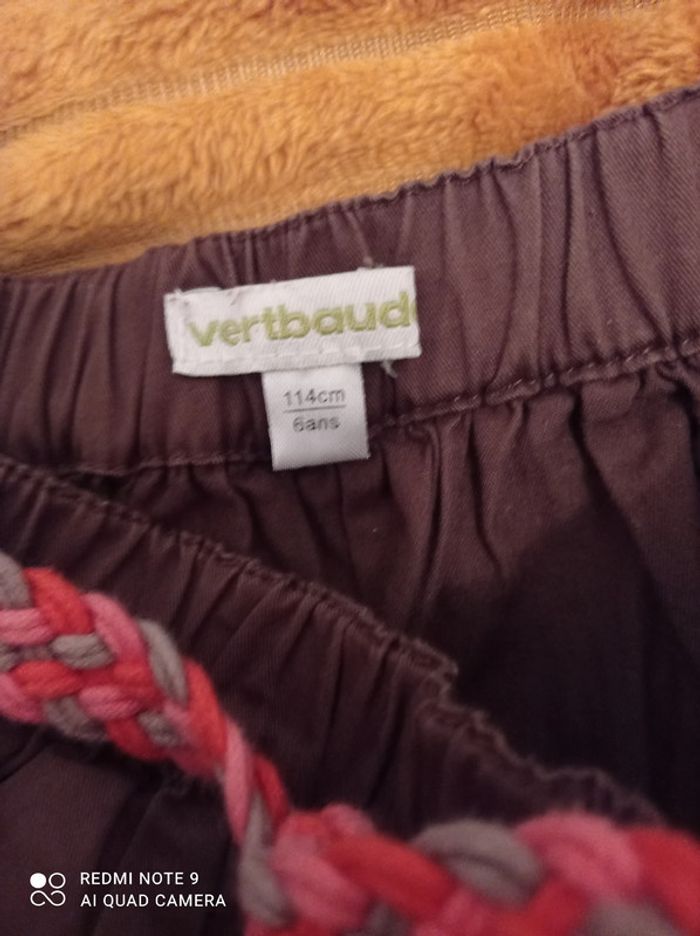 vertbaud
114cm
6ans
REDMI NOTE 9
AI QUAD CAMERA